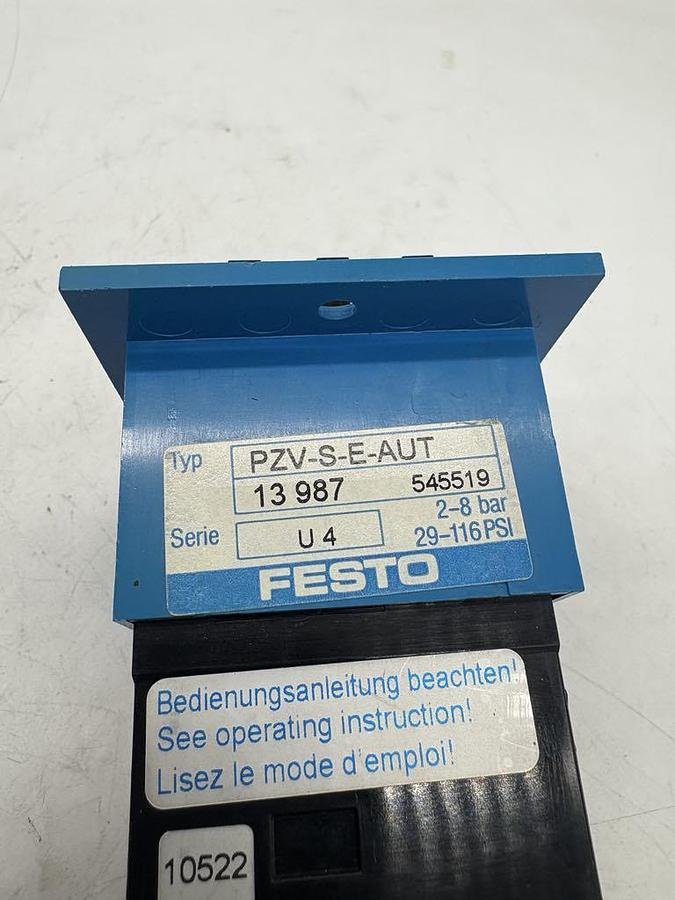 Typ PZV-S-E-AUT
13 987 545519
2-8 bar
Serie U 4 29-116 PSI
FESTO
Bedienungsanleitung beachten!
See operating instruction!
Lisez le mode d'emploi!
10522